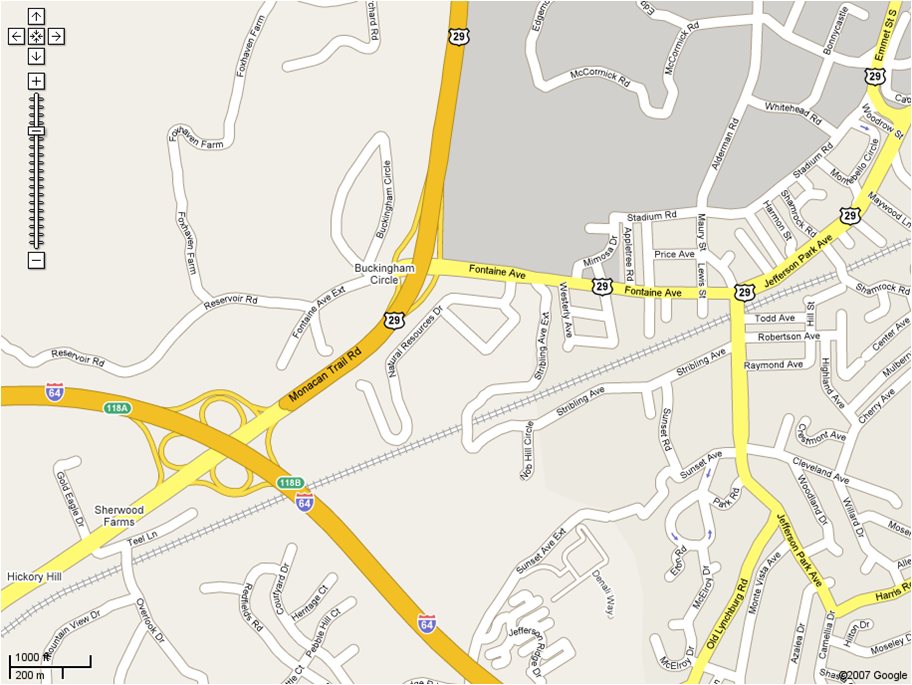 Foxhaven Farm
chard Rd
29
Edgemo
Edg
McCormick Rd
McCormick Rd
Bonnycastle
Emmet St S
29
Whitehead Rd
Woodrow St
Foxhaven Farm
Alderman Rd
Stadium Rd
Montebello Circle
Buckingham Circle
Maywood Ln
Foxhaven Farm
Stadium Rd
Maury St
Shamrock Rd
Harmon St
29
Mimosa Dr
Appletree Rd
Price Ave
Jefferson Park Ave
Buckingham
Circle
Fontaine Ave
Lewis St
29
Fontaine Ave
29
Shamrock Rd
Reservoir Rd
Fontaine Ave Ext
29
Natural Resources Dr
Westerly Ave
Todd Ave
Hill St
Robertson Ave
Center Ave
Reservoir Rd
Monacan Trail Rd
Stribling Ave Ext
Stribling Ave
Raymond Ave
Highland Ave
Mulberry
64
118A
Stribling Ave
Cherry Ave
Nob Hill Circle
Sunset Rd
Crestmont Ave
Sunset Ave
Cleveland Ave
118B
64
Gold Eagle Dr
Park Rd
Woodland Dr
Willard Dr
Sherwood
Farms
Teel Ln
Jefferson Park Ave
Moser
Sunset Ave Ext
Hickory Hill
Denali Way
McElroy Dr
Monte Vista Ave
Old Lynchburg Rd
Harris Rd
Redfields Rd
Courtyard Dr
Heritage Ct
Pebble Hill Ct
Overlook Dr
Mountain View Dr
64
Jefferson
Ridge Dr
McElroy Dr
Azalea Dr
Camellia Dr
Hilton Dr
Moseley D
1000 ft
200 m
©2007 Google